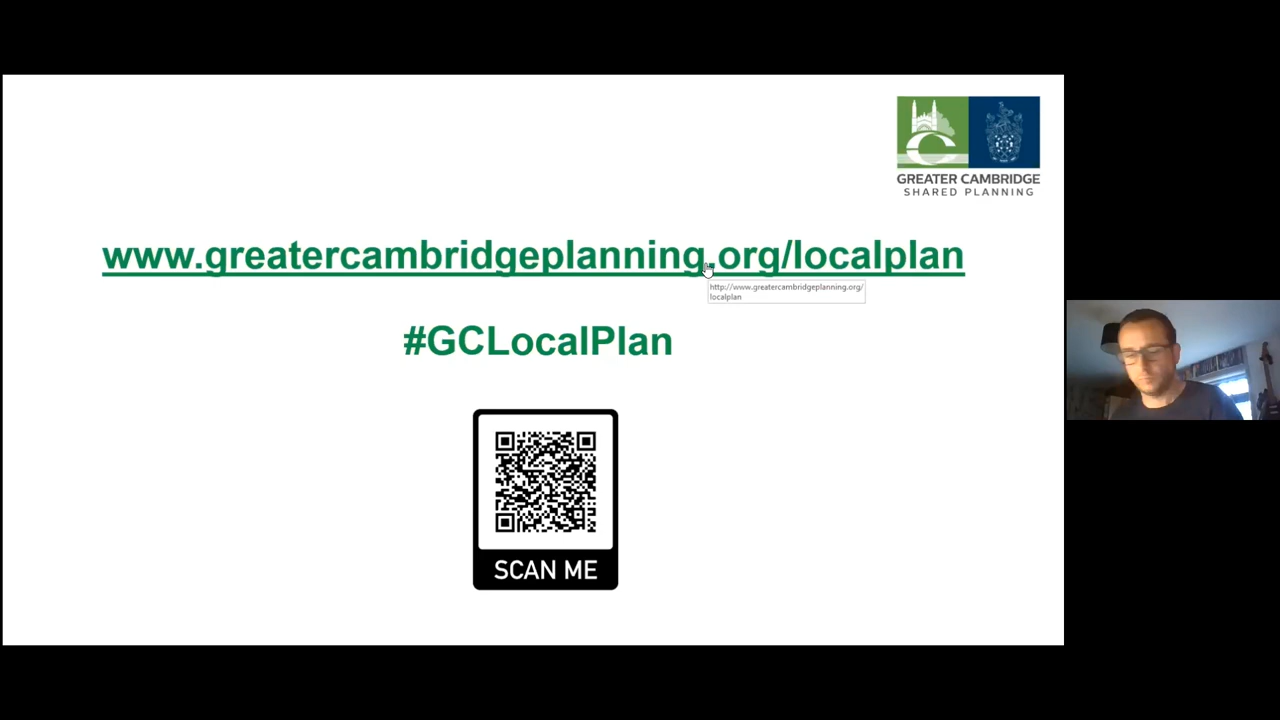 GREATER CAMBRIDGE
SHARED PLANNING
www.greatercambridgeplanning.org/localplan
http://www.greatercambridgeplanning.org/
localplan
#GCLocalPlan
SCAN ME